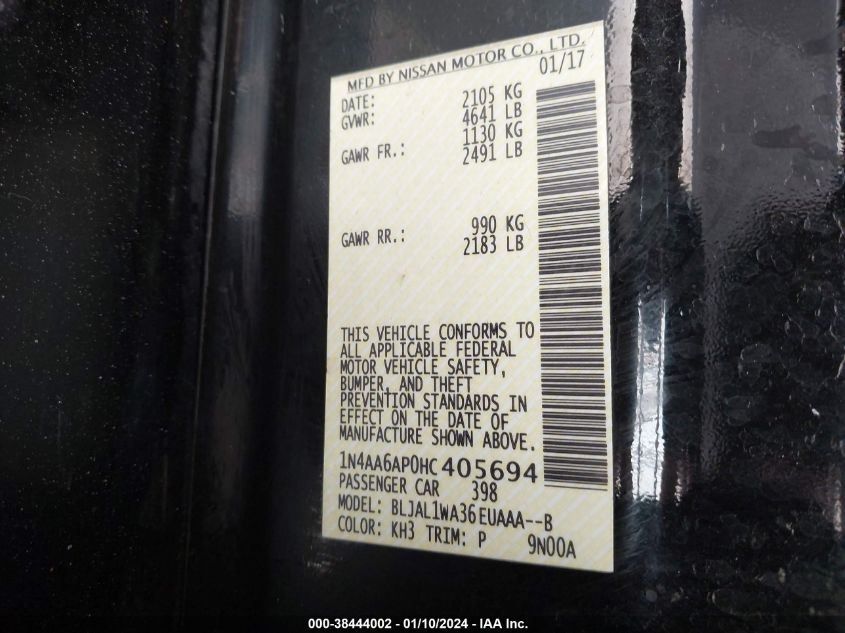 MFD BY NISSAN MOTOR CO., LTD.
DATE: 01/17
GVWR: 2105 KG
4641 LB
GAWR FR.: 1130 KG
2491 LB
GAWR RR.: 990 KG
2183 LB
THIS VEHICLE CONFORMS TO
ALL APPLICABLE FEDERAL
MOTOR VEHICLE SAFETY,
BUMPER, AND THEFT
PREVENTION STANDARDS IN
EFFECT ON THE DATE OF
MANUFACTURE SHOWN ABOVE.
1N4AA6AP0HC405694
PASSENGER CAR 398
MODEL: BLJAL1WA36EUAAA--B
COLOR: KH3 TRIM: P 9N00A
000-38444002 - 01/10/2024 - IAA Inc.